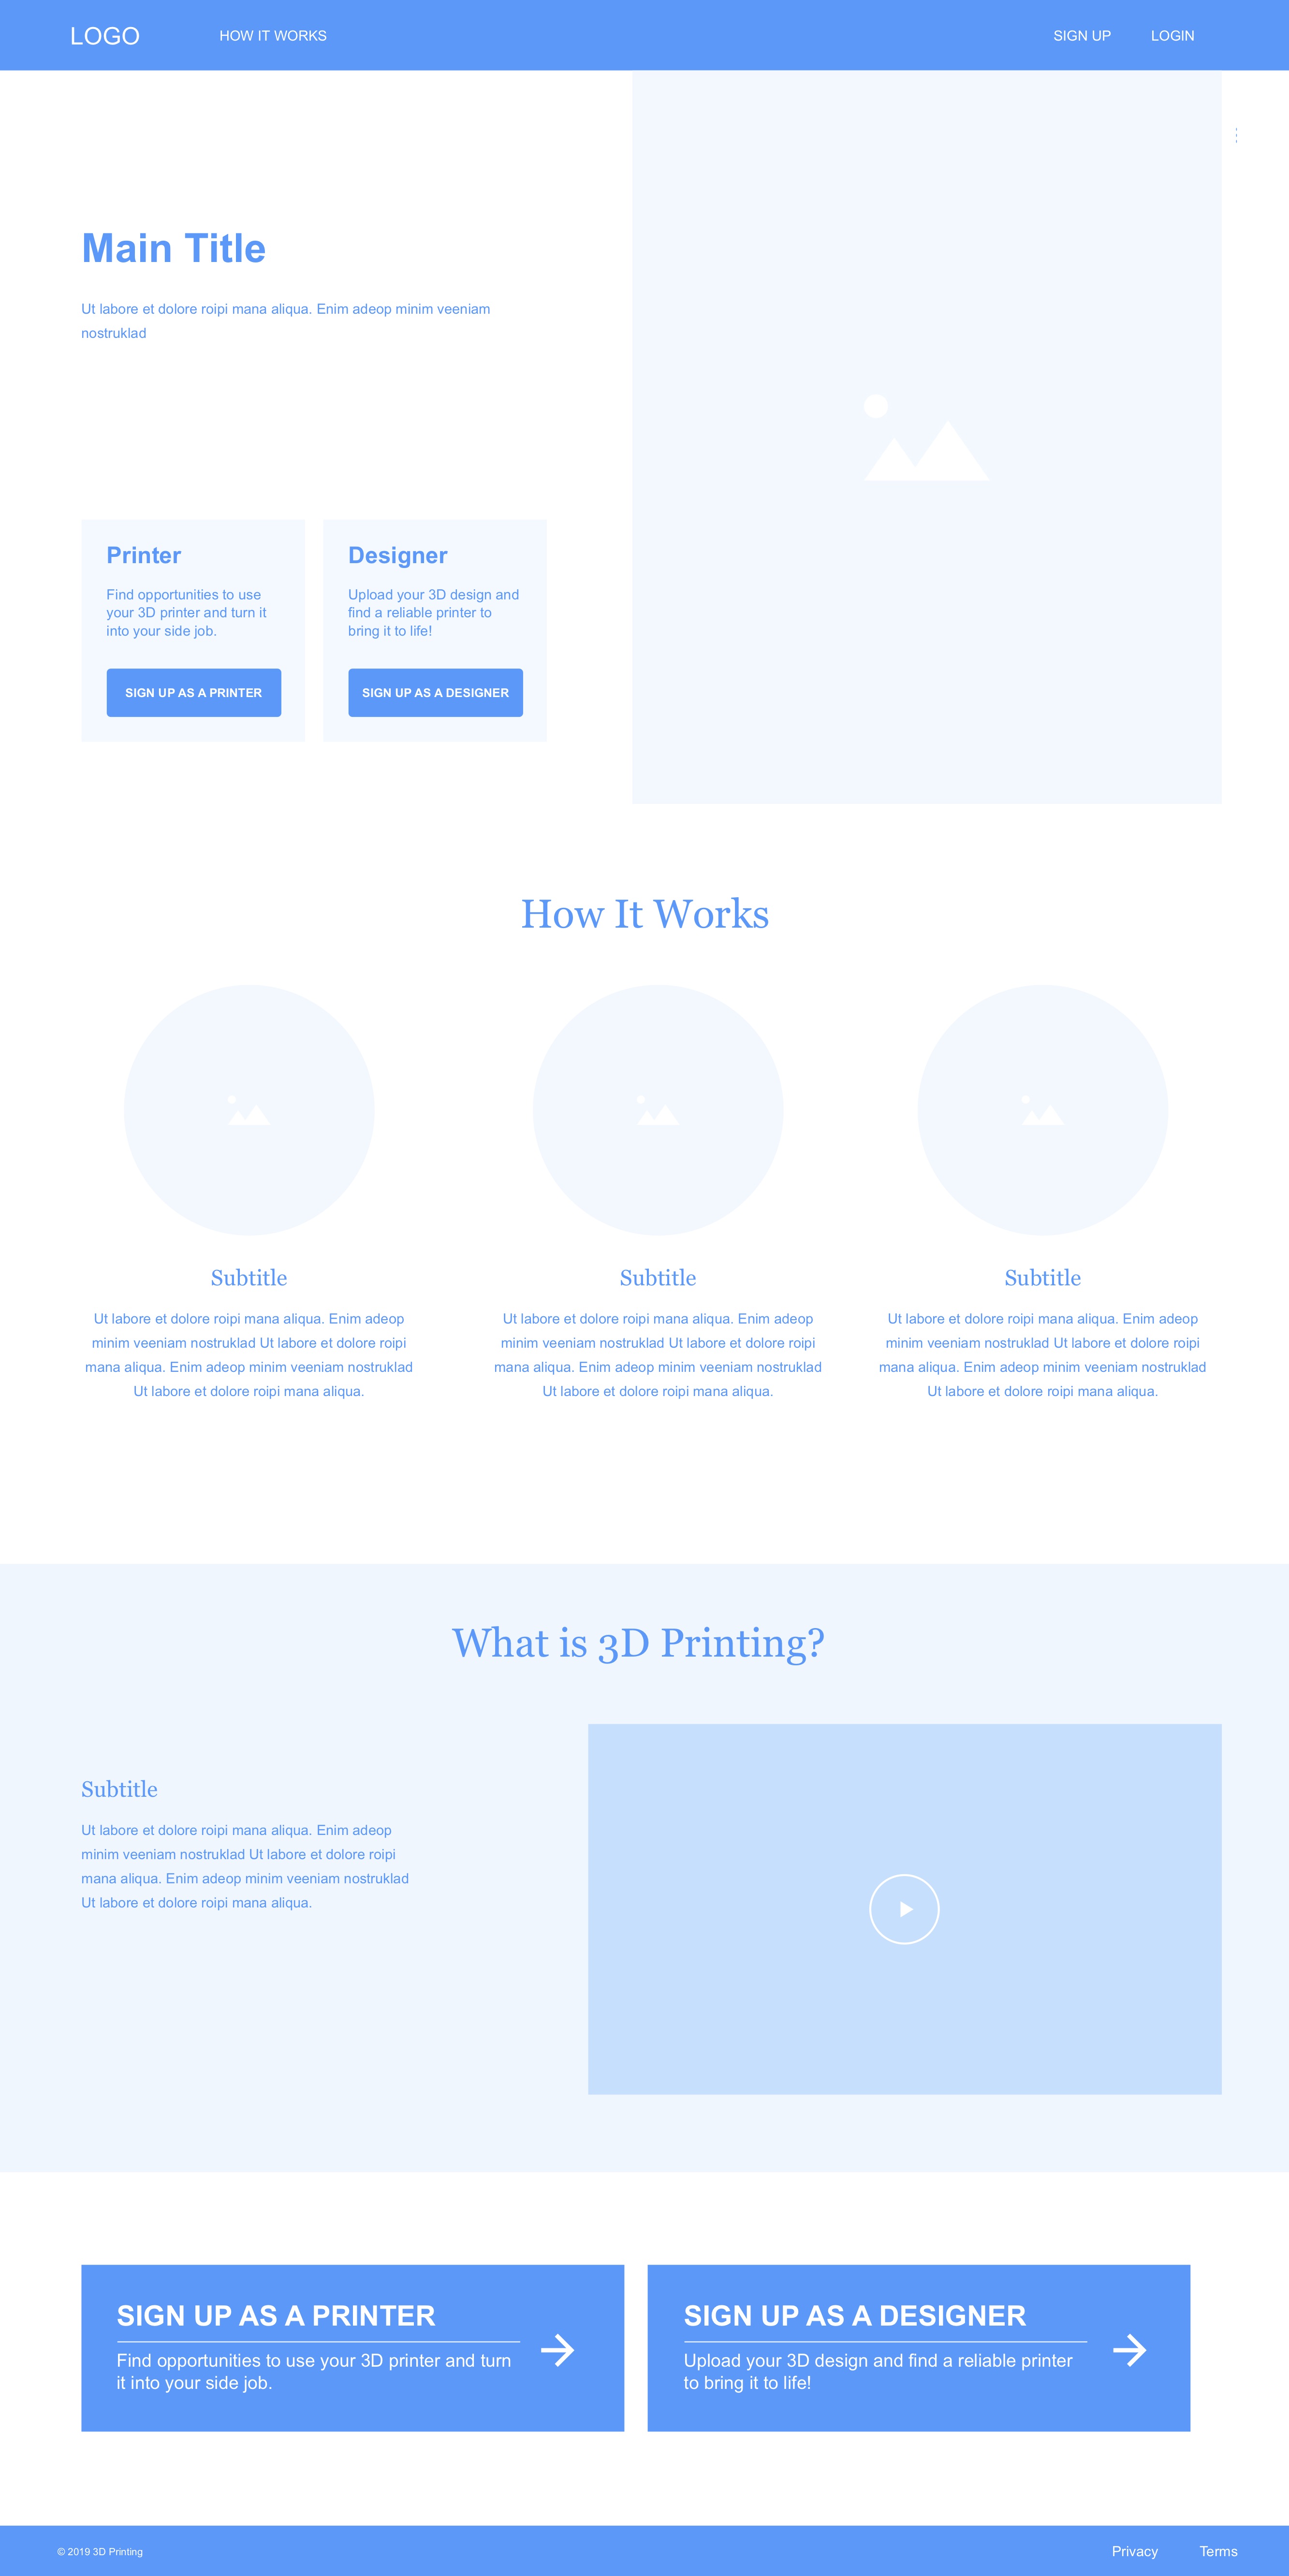 LOGO
HOW IT WORKS
SIGN UP
LOGIN
Main Title
Ut labore et dolore roipi mana aliqua. Enim adeop minim veeniam
nostruklad
Printer
Find opportunities to use
your 3D printer and turn it
into your side job.
SIGN UP AS A PRINTER
Designer
Upload your 3D design and
find a reliable printer to
bring it to life!
SIGN UP AS A DESIGNER
How It Works
Subtitle
Ut labore et dolore roipi mana aliqua. Enim adeop
minim veeniam nostruklad Ut labore et dolore roipi
mana aliqua. Enim adeop minim veeniam nostruklad
Ut labore et dolore roipi mana aliqua.
Subtitle
Ut labore et dolore roipi mana aliqua. Enim adeop
minim veeniam nostruklad Ut labore et dolore roipi
mana aliqua. Enim adeop minim veeniam nostruklad
Ut labore et dolore roipi mana aliqua.
Subtitle
Ut labore et dolore roipi mana aliqua. Enim adeop
minim veeniam nostruklad Ut labore et dolore roipi
mana aliqua. Enim adeop minim veeniam nostruklad
Ut labore et dolore roipi mana aliqua.
What is 3D Printing?
Subtitle
Ut labore et dolore roipi mana aliqua. Enim adeop
minim veeniam nostruklad Ut labore et dolore roipi
mana aliqua. Enim adeop minim veeniam nostruklad
Ut labore et dolore roipi mana aliqua.
SIGN UP AS A PRINTER
Find opportunities to use your 3D printer and turn
it into your side job.
SIGN UP AS A DESIGNER
Upload your 3D design and find a reliable printer
to bring it to life!
© 2019 3D Printing
Privacy
Terms